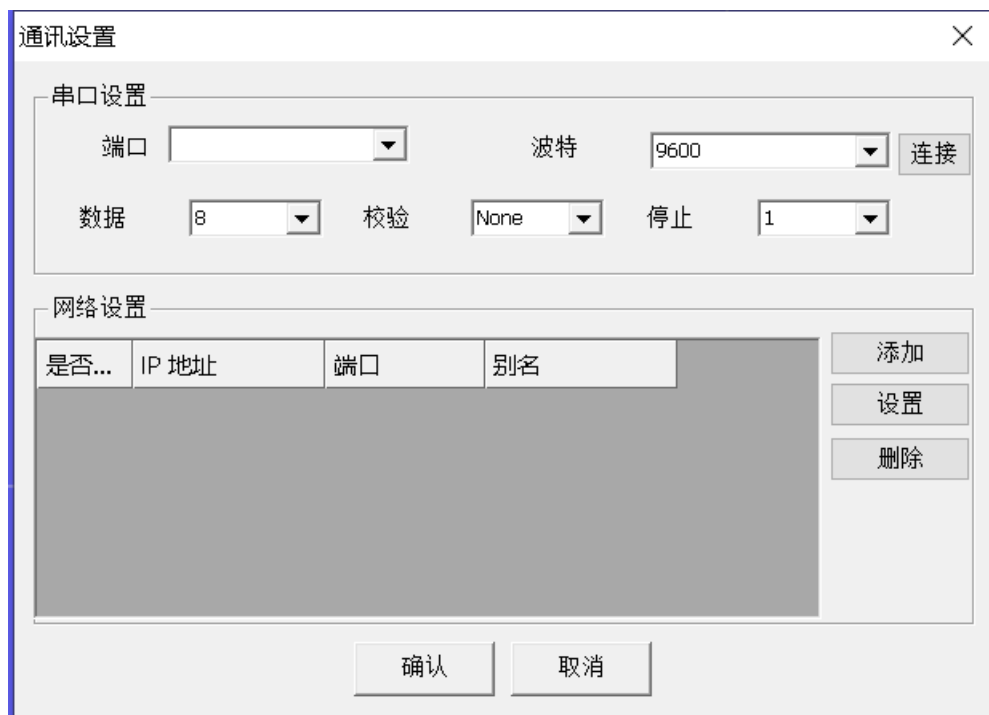 通讯设置
串口设置
端口 波特 9600 连接
数据 8 校验 None 停止 1
网络设置
是否... IP 地址 端口 别名
添加
设置
删除
确认 取消